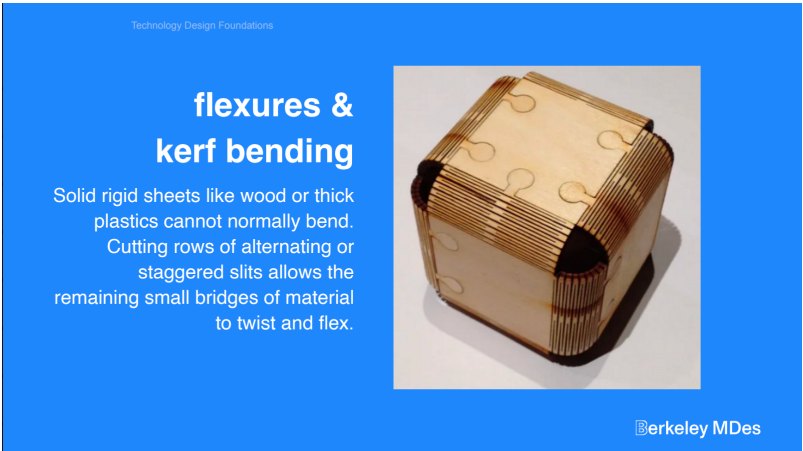 Technology Design Foundations
flexures &
kerf bending
Solid rigid sheets like wood or thick
plastics cannot normally bend.
Cutting rows of alternating or
staggered slits allows the
remaining small bridges of material
to twist and flex.
Berkeley MDes